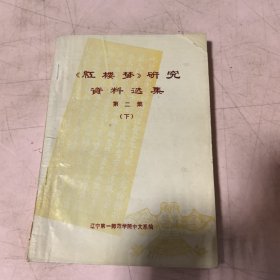 《红楼梦》研究
资料选集
第二集
(下)
辽宁第一师范学院中文系编